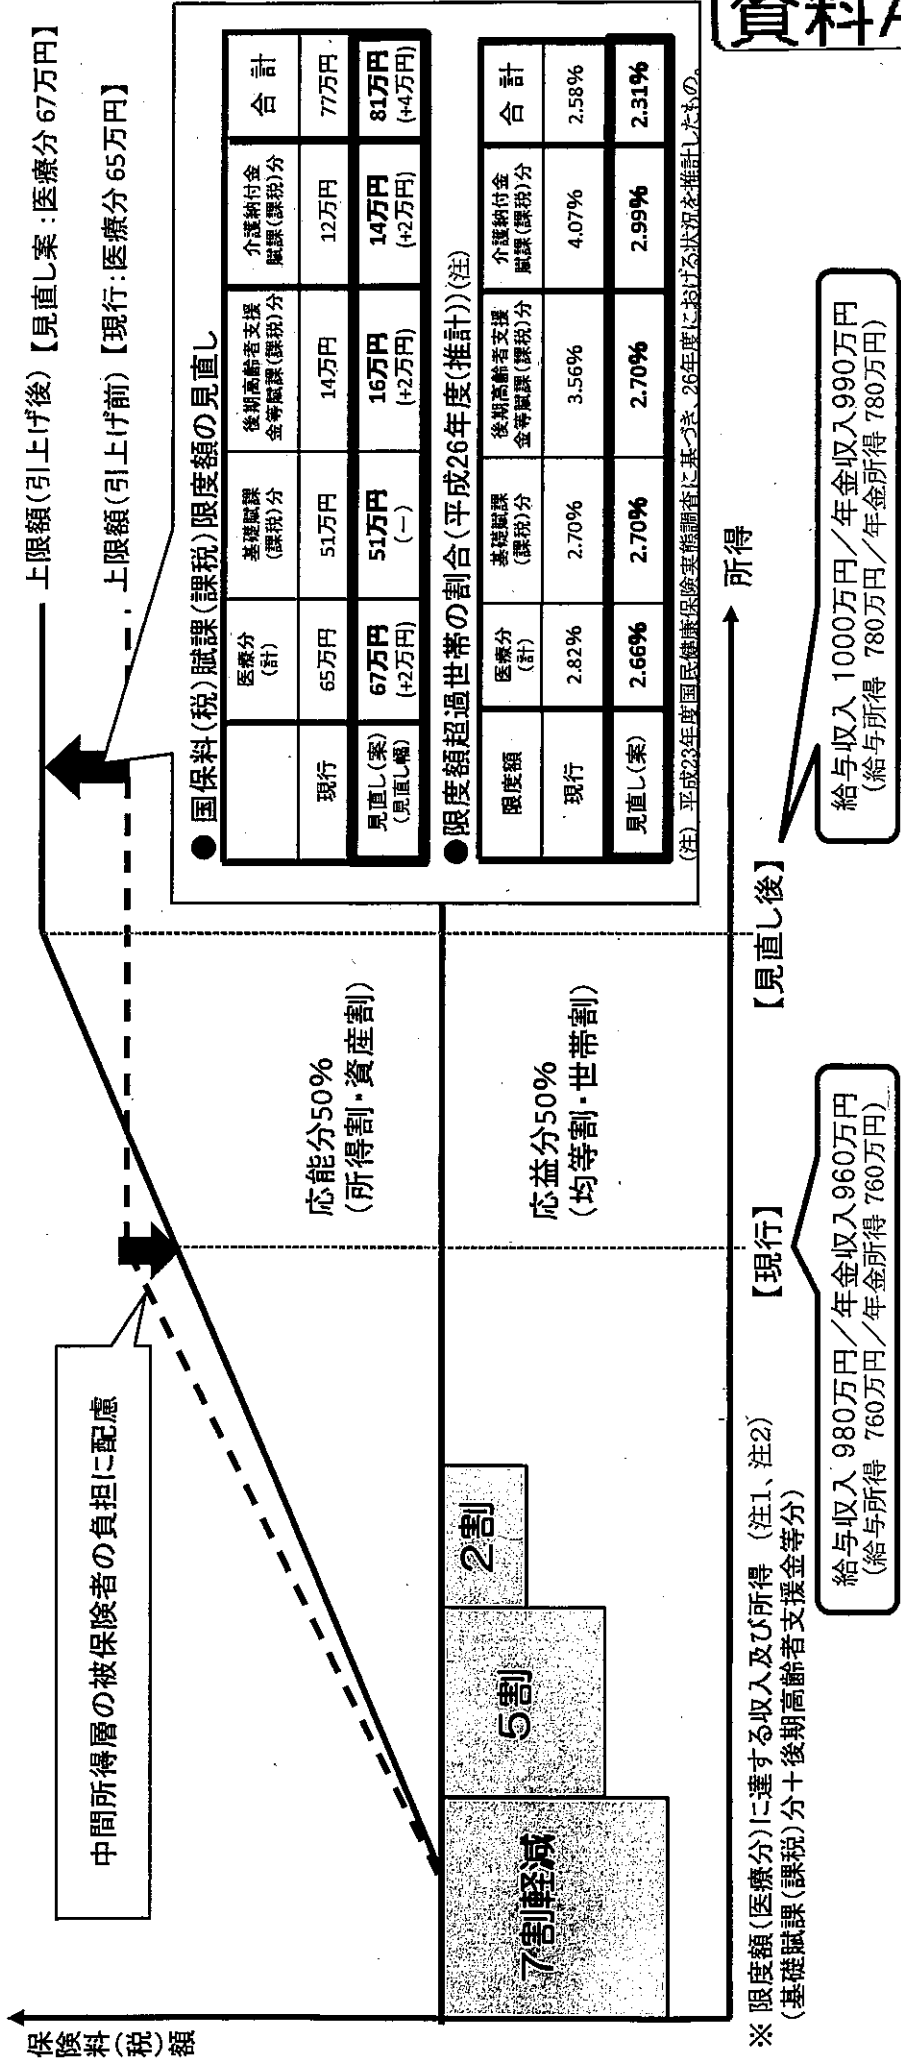 保険料(税)額
上限額(引上げ後)【見直し案:医療分 67万円】
上限額(引上げ前)【現行:医療分 65万円】
中間所得層の被保険者の負担に配慮
● 国保料(税)賦課(課税)限度額の見直し
医療分(計) 基礎賦課(課税)分 後期高齢者支援金等賦課(課税)分 介護納付金賦課(課税)分 合 計
現行 65万円 51万円 14万円 12万円 77万円
見直し(案) 67万円 51万円 16万円 14万円 81万円
(見直し幅) (+2万円) (―) (+2万円) (+2万円) (+4万円)
●限度額超過世帯の割合(平成26年度(推計))(注)
限度額 医療分(計) 基礎賦課(課税)分 後期高齢者支援金等賦課(課税)分 介護納付金賦課(課税)分 合 計
現行 2.82% 2.70% 3.56% 4.07% 2.58%
見直し(案) 2.66% 2.70% 2.70% 2.99% 2.31%
(注) 平成23年度国民健康保険実態調査に基づき、26年度における状況を推計したもの。
応能分50%
(所得割・資産割)
応益分50%
(均等割・世帯割)
7割軽減
5割
2割
所得
【現行】
【見直し後】
※ 限度額(医療分)に達する収入及び所得 (注1、注2)
(基礎賦課(課税)分+後期高齢者支援金等分)
給与収入 980万円/年金収入960万円
(給与所得 760万円/年金所得 760万円)
給与収入 1000万円/年金収入990万円
(給与所得 780万円/年金所得 780万円)
資料